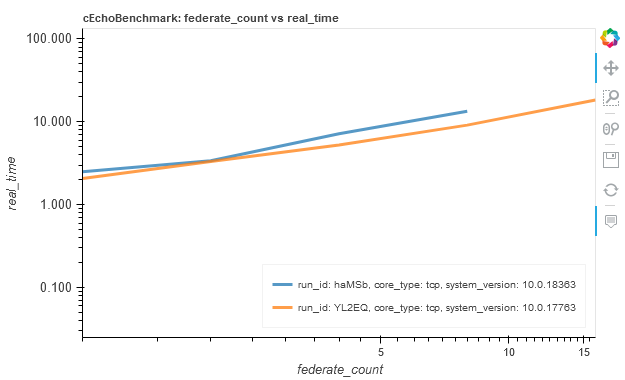 cEchoBenchmark: federate_count vs real_time
100.000
10.000
1.000
0.100
real_time
run_id: haMSb, core_type: tcp, system_version: 10.0.18363
run_id: YL2EQ, core_type: tcp, system_version: 10.0.17763
5
10
15
federate_count